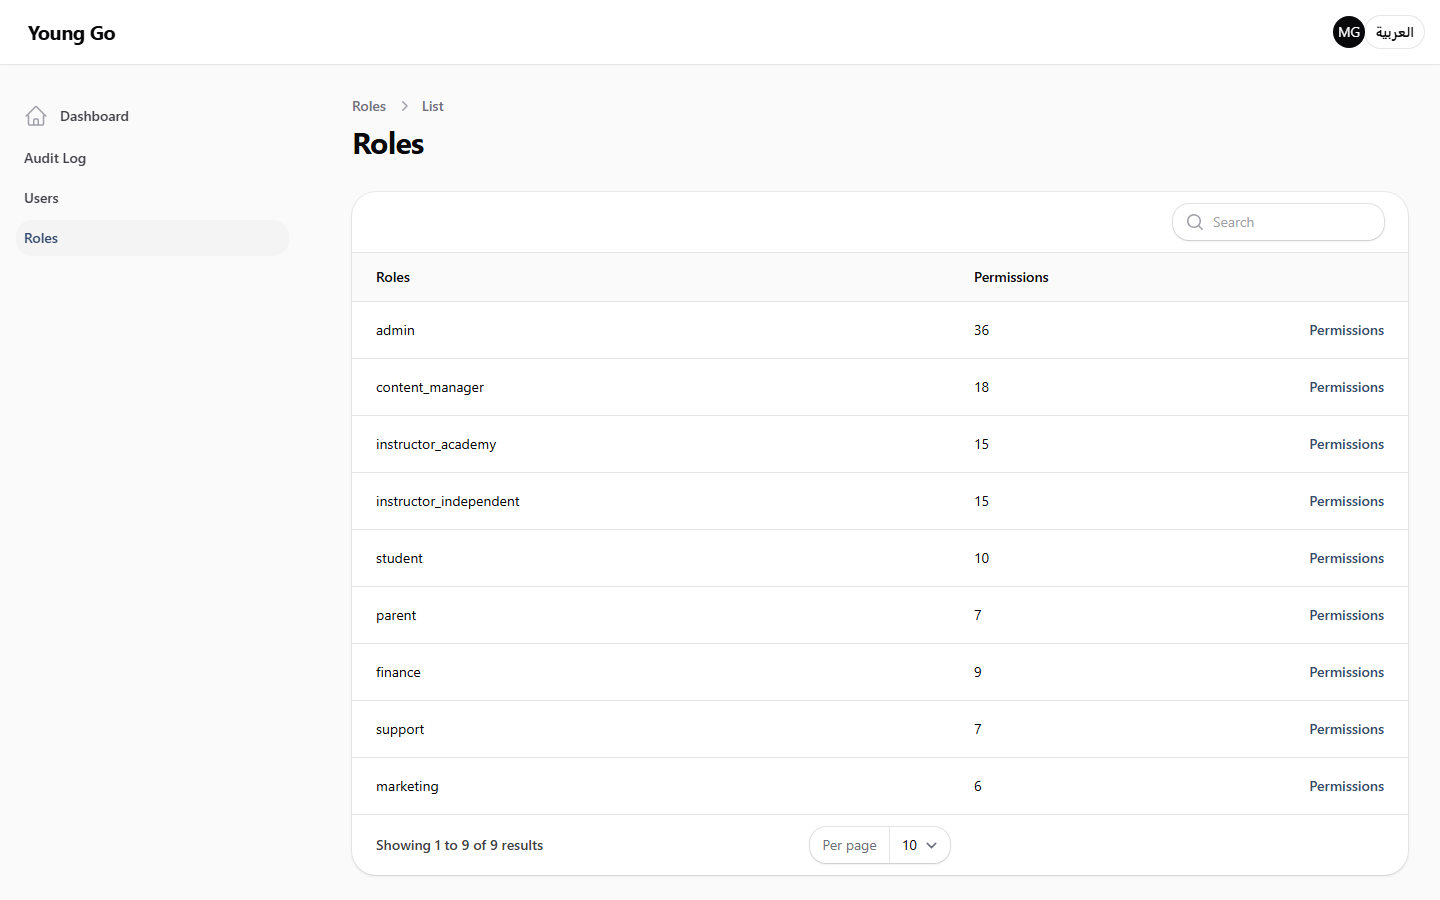 Young Go
MG
العربية
Dashboard
Audit Log
Users
Roles
Roles > List
Roles
Search
Roles Permissions
admin 36 Permissions
content_manager 18 Permissions
instructor_academy 15 Permissions
instructor_independent 15 Permissions
student 10 Permissions
parent 7 Permissions
finance 9 Permissions
support 7 Permissions
marketing 6 Permissions
Showing 1 to 9 of 9 results
Per page 10